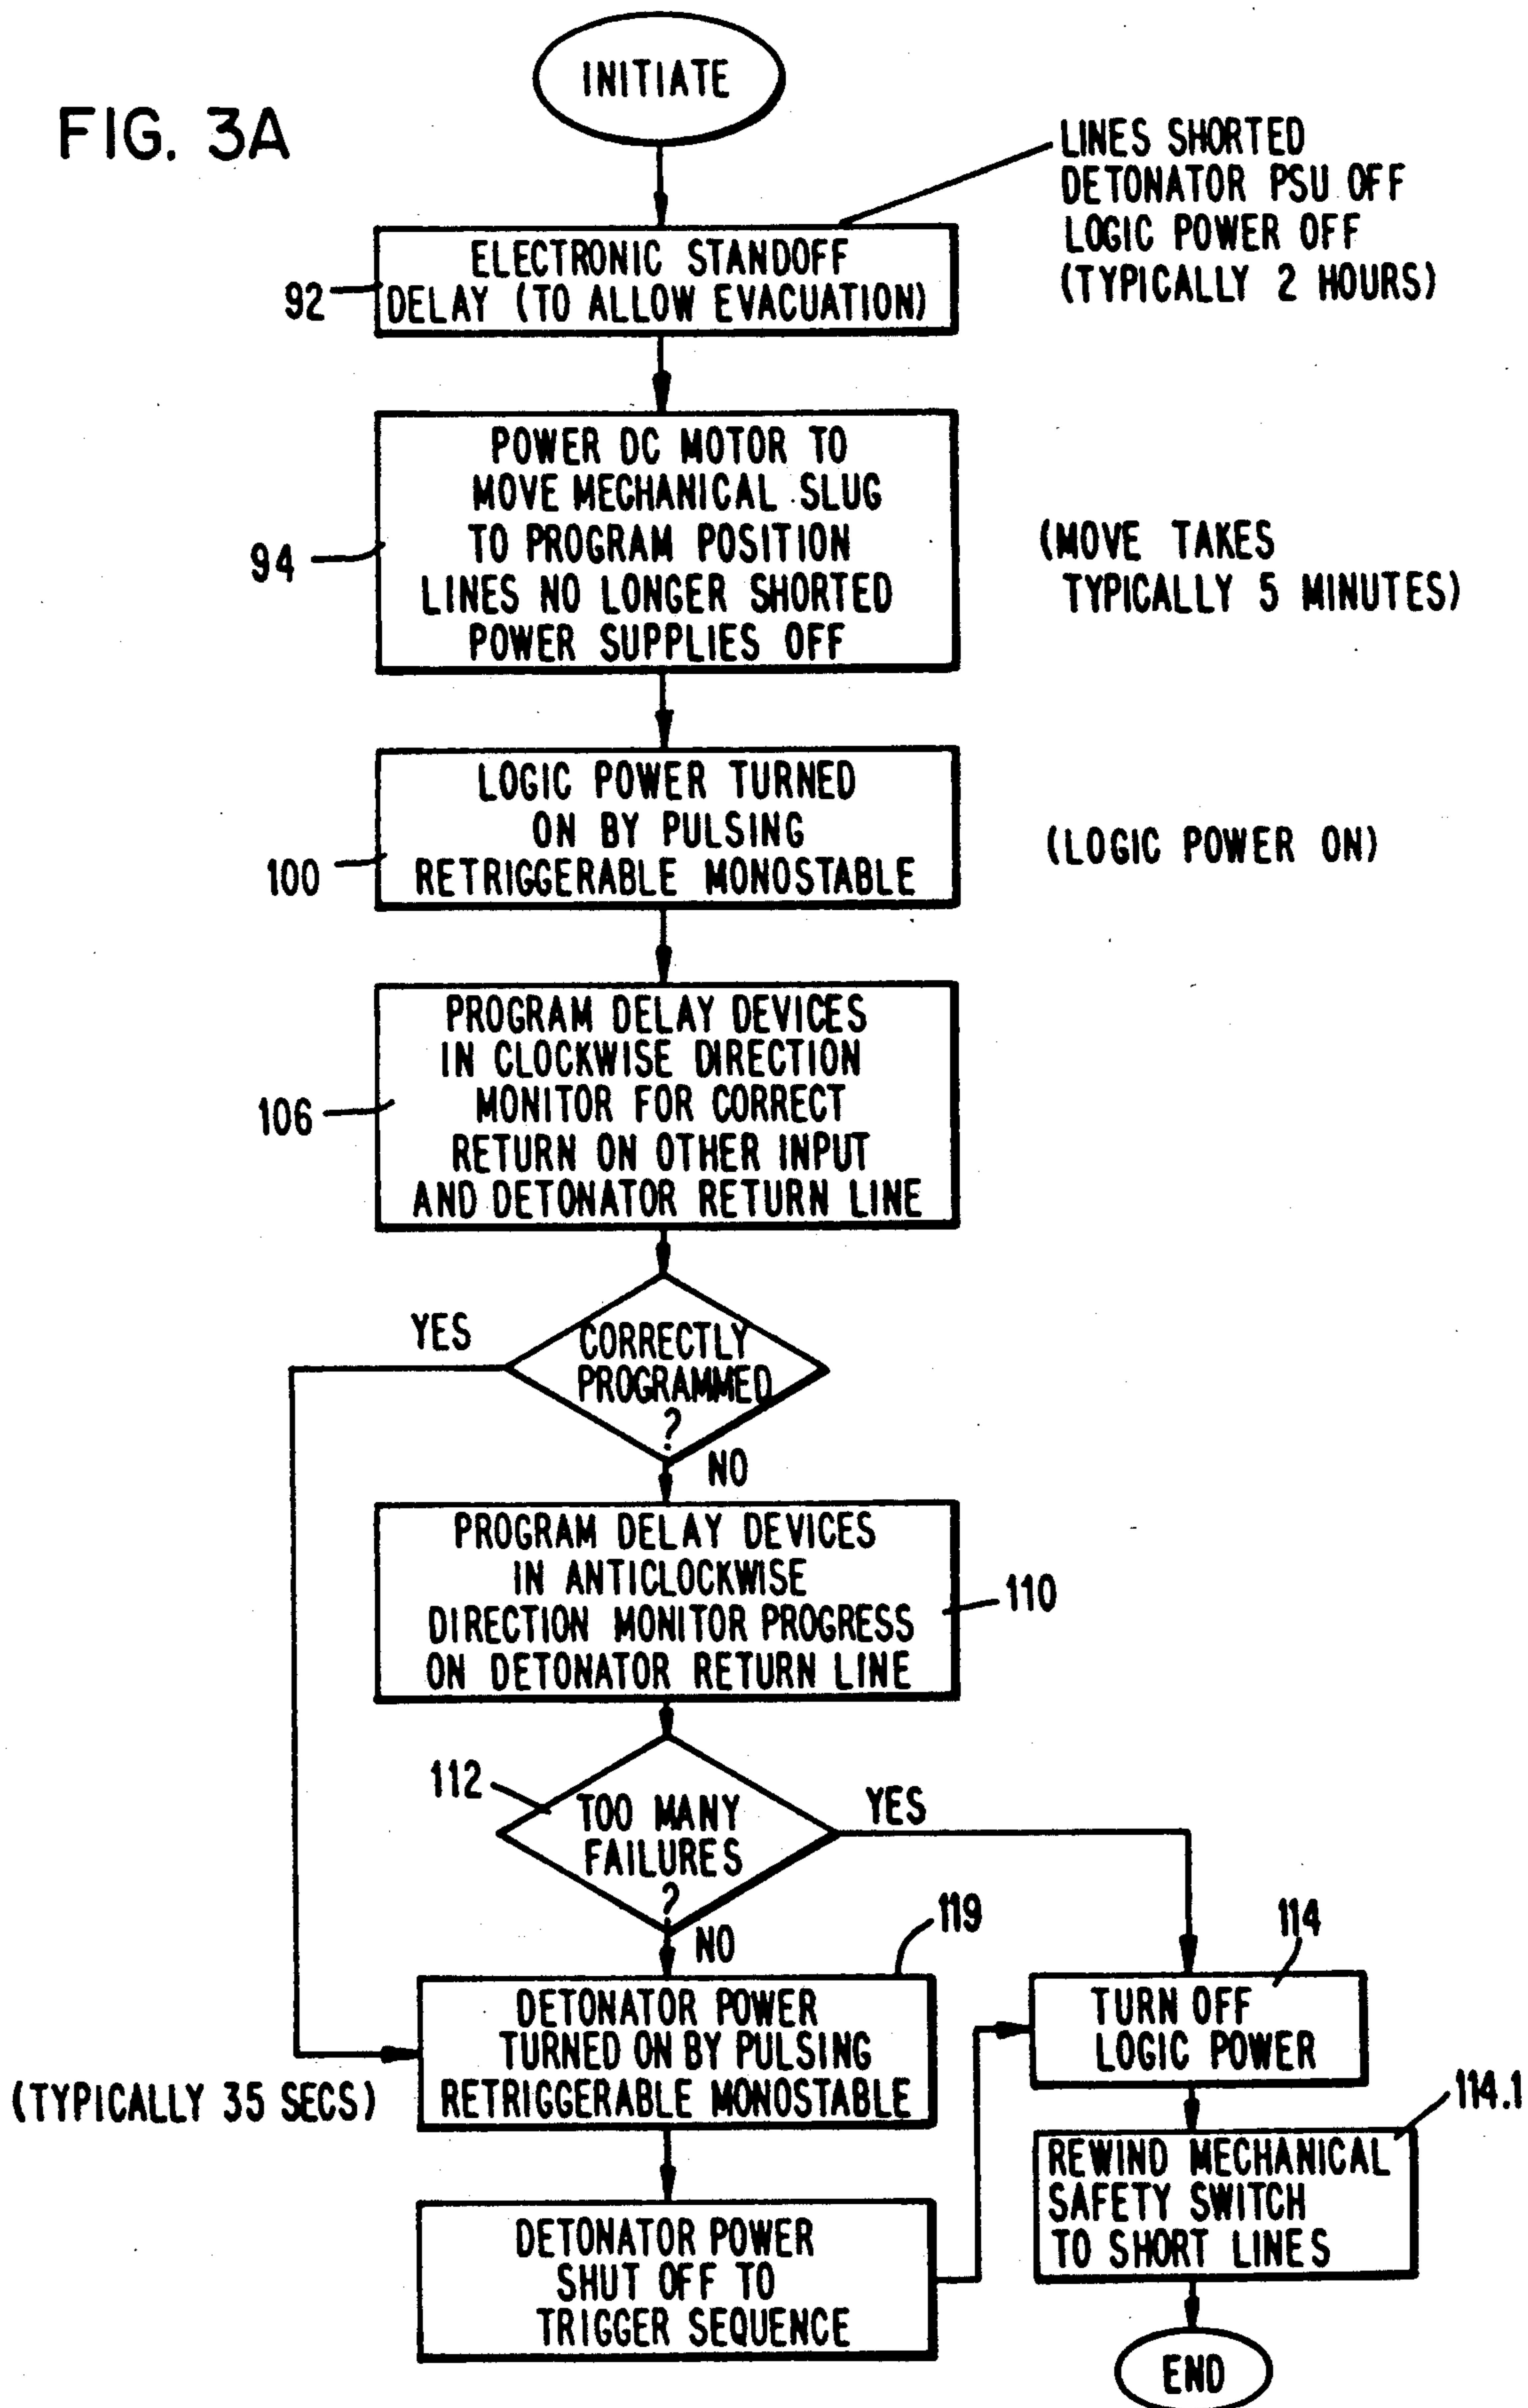 FIG. 3A
INITIATE
LINES SHORTED
DETONATOR PSU OFF
LOGIC POWER OFF
(TYPICALLY 2 HOURS)
92
ELECTRONIC STANDOFF
DELAY (TO ALLOW EVACUATION)
94
POWER DC MOTOR TO
MOVE MECHANICAL SLUG
TO PROGRAM POSITION
LINES NO LONGER SHORTED
POWER SUPPLIES OFF
(MOVE TAKES
TYPICALLY 5 MINUTES)
100
LOGIC POWER TURNED
ON BY PULSING
RETRIGGERABLE MONOSTABLE
(LOGIC POWER ON)
106
PROGRAM DELAY DEVICES
IN CLOCKWISE DIRECTION
MONITOR FOR CORRECT
RETURN ON OTHER INPUT
AND DETONATOR RETURN LINE
YES
CORRECTLY
PROGRAMMED
?
NO
PROGRAM DELAY DEVICES
IN ANTICLOCKWISE
DIRECTION MONITOR PROGRESS
ON DETONATOR RETURN LINE
110
112
TOO MANY
FAILURES
?
YES
NO
119
DETONATOR POWER
TURNED ON BY PULSING
RETRIGGERABLE MONOSTABLE
(TYPICALLY 35 SECS)
114
TURN OFF
LOGIC POWER
114.1
REWIND MECHANICAL
SAFETY SWITCH
TO SHORT LINES
DETONATOR POWER
SHUT OFF TO
TRIGGER SEQUENCE
END